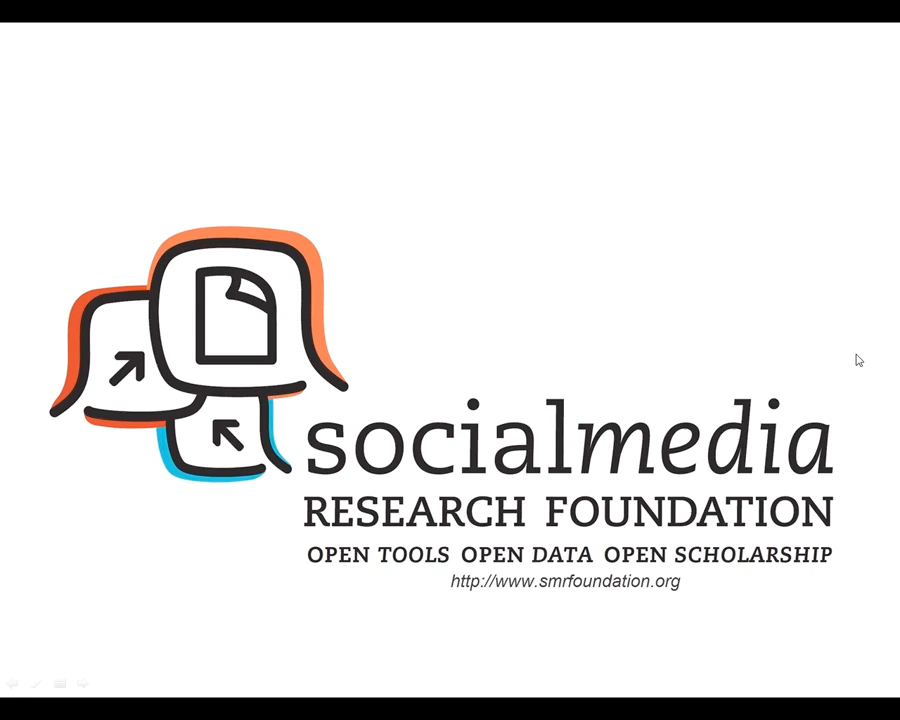 socialmedia
RESEARCH FOUNDATION
OPEN TOOLS OPEN DATA OPEN SCHOLARSHIP
http://www.smrfoundation.org